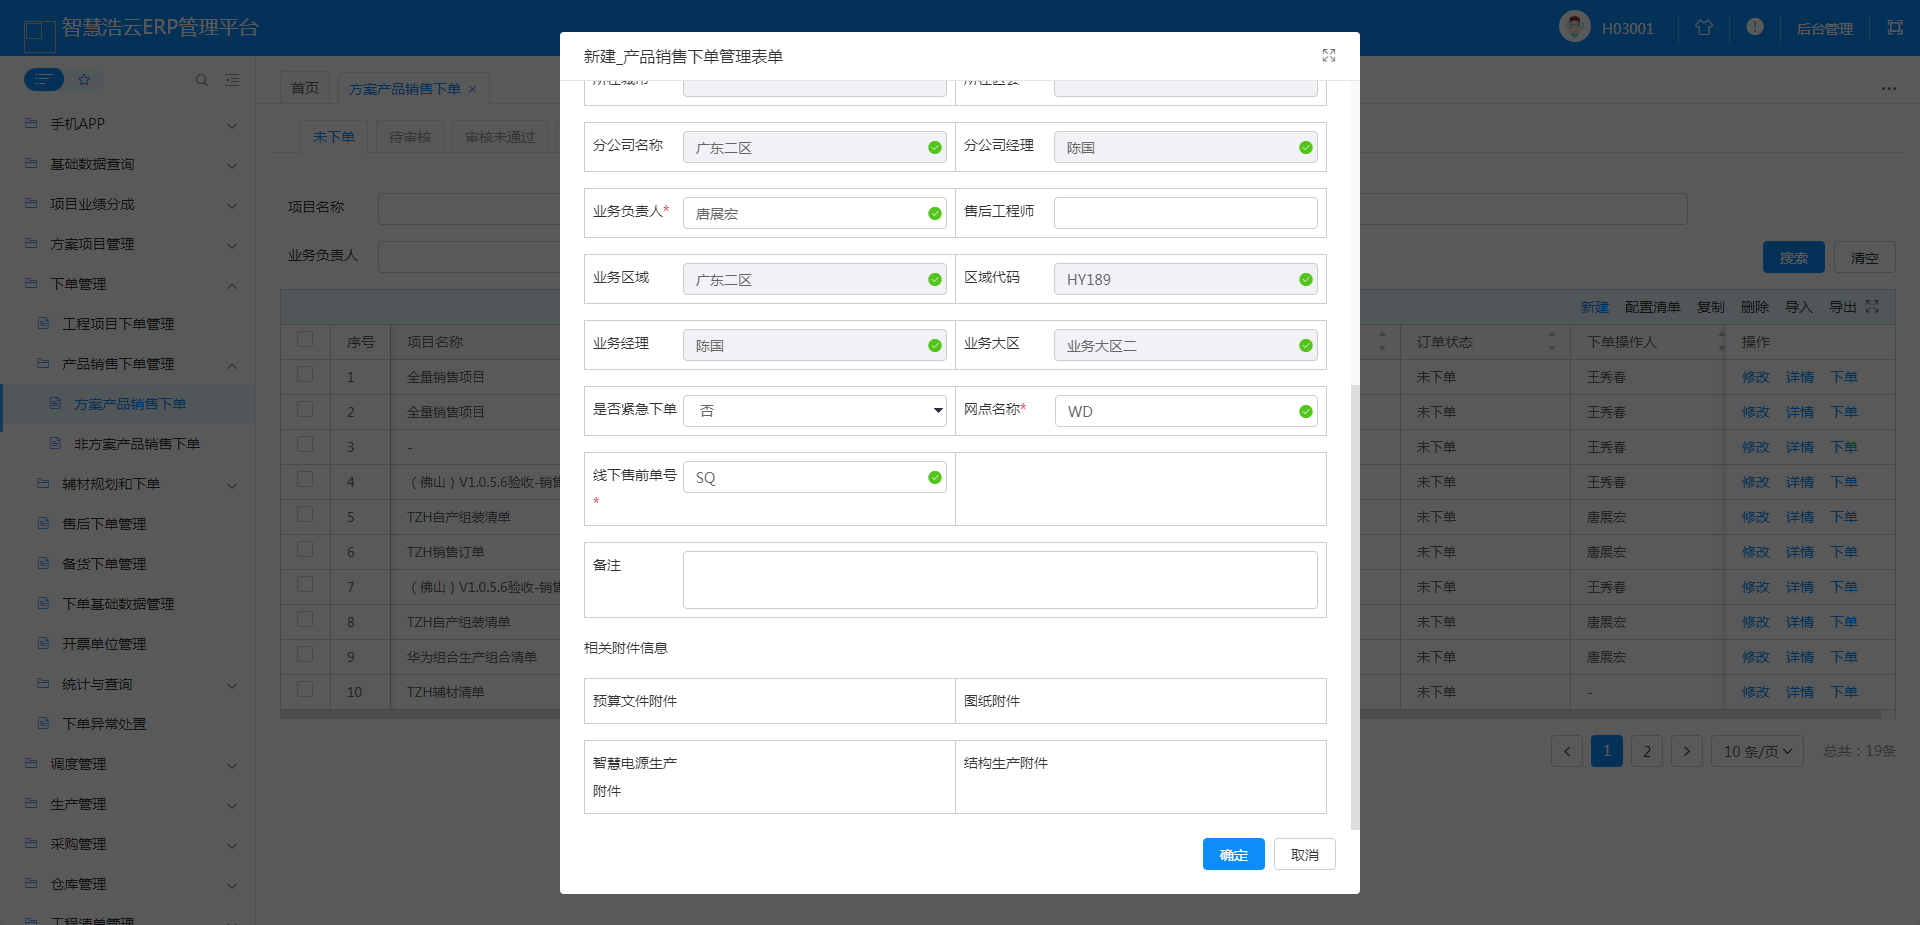 智慧浩云ERP管理平台
H03001
后台管理
手机APP
基础数据查询
项目业绩分成
方案项目管理
下单管理
工程项目下单管理
产品销售下单管理
方案产品销售下单
非方案产品销售下单
辅材规划和下单
售后下单管理
备货下单管理
下单基础数据管理
开票单位管理
统计与查询
下单异常处置
调度管理
生产管理
采购管理
仓库管理
工程清单管理
首页
方案产品销售下单 ×
未下单
待审核
审核未通过
项目名称
业务负责人
搜索
清空
新建 配置清单 复制 删除 导入 导出
序号 项目名称 订单状态 下单操作人 操作
1 全量销售项目 未下单 王秀春 修改 详情 下单
2 全量销售项目 未下单 王秀春 修改 详情 下单
3 - 未下单 王秀春 修改 详情 下单
4 （佛山）V1.0.5.6验收-销售 未下单 王秀春 修改 详情 下单
5 TZH自产组装清单 未下单 唐展宏 修改 详情 下单
6 TZH销售订单 未下单 唐展宏 修改 详情 下单
7 （佛山）V1.0.5.6验收-销售 未下单 王秀春 修改 详情 下单
8 TZH自产组装清单 未下单 唐展宏 修改 详情 下单
9 华为组合生产组合清单 未下单 唐展宏 修改 详情 下单
10 TZH辅材清单 未下单 - 修改 详情 下单
1 2 10 条/页 总共：19条
新建_产品销售下单管理表单
分公司名称 广东二区 分公司经理 陈国
业务负责人* 唐展宏 售后工程师
业务区域 广东二区 区域代码 HY189
业务经理 陈国 业务大区 业务大区二
是否紧急下单 否 网点名称* WD
线下售前单号 SQ
*
备注
相关附件信息
预算文件附件 图纸附件
智慧电源生产 结构生产附件
附件
确定 取消